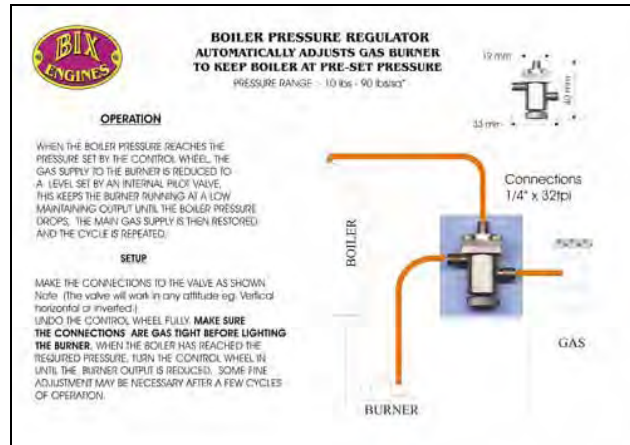 BIX
ENGINES
BOILER PRESSURE REGULATOR
AUTOMATICALLY ADJUSTS GAS BURNER
TO KEEP BOILER AT PRE-SET PRESSURE
PRESSURE RANGE :- 10 lbs - 90 lbs/sq"
OPERATION
WHEN THE BOILER PRESSURE REACHES THE
PRESSURE SET BY THE CONTROL WHEEL, THE
GAS SUPPLY TO THE BURNER IS REDUCED TO
A LEVEL SET BY AN INTERNAL PILOT VALVE,
THIS KEEPS THE BURNER RUNNING AT A LOW
MAINTAINING OUTPUT UNTIL THE BOILER PRESSURE
DROPS, THE MAIN GAS SUPPLY IS THEN RESTORED
AND THE CYCLE IS REPEATED.
SETUP
MAKE THE CONNECTIONS TO THE VALVE AS SHOWN
Note (The valve will work in any attitude eg. Vertical
horizontal or inverted.)
UNDO THE CONTROL WHEEL FULLY. MAKE SURE
THE CONNECTIONS ARE GAS TIGHT BEFORE LIGHTING
THE BURNER. WHEN THE BOILER HAS REACHED THE
REQUIRED PRESSURE, TURN THE CONTROL WHEEL IN
UNTIL THE BURNER OUTPUT IS REDUCED. SOME FINE
ADJUSTMENT MAY BE NECESSARY AFTER A FEW CYCLES
OF OPERATION.
19 mm
40 mm
33 mm
Connections
1/4" x 32tpi
BOILER
GAS
BURNER